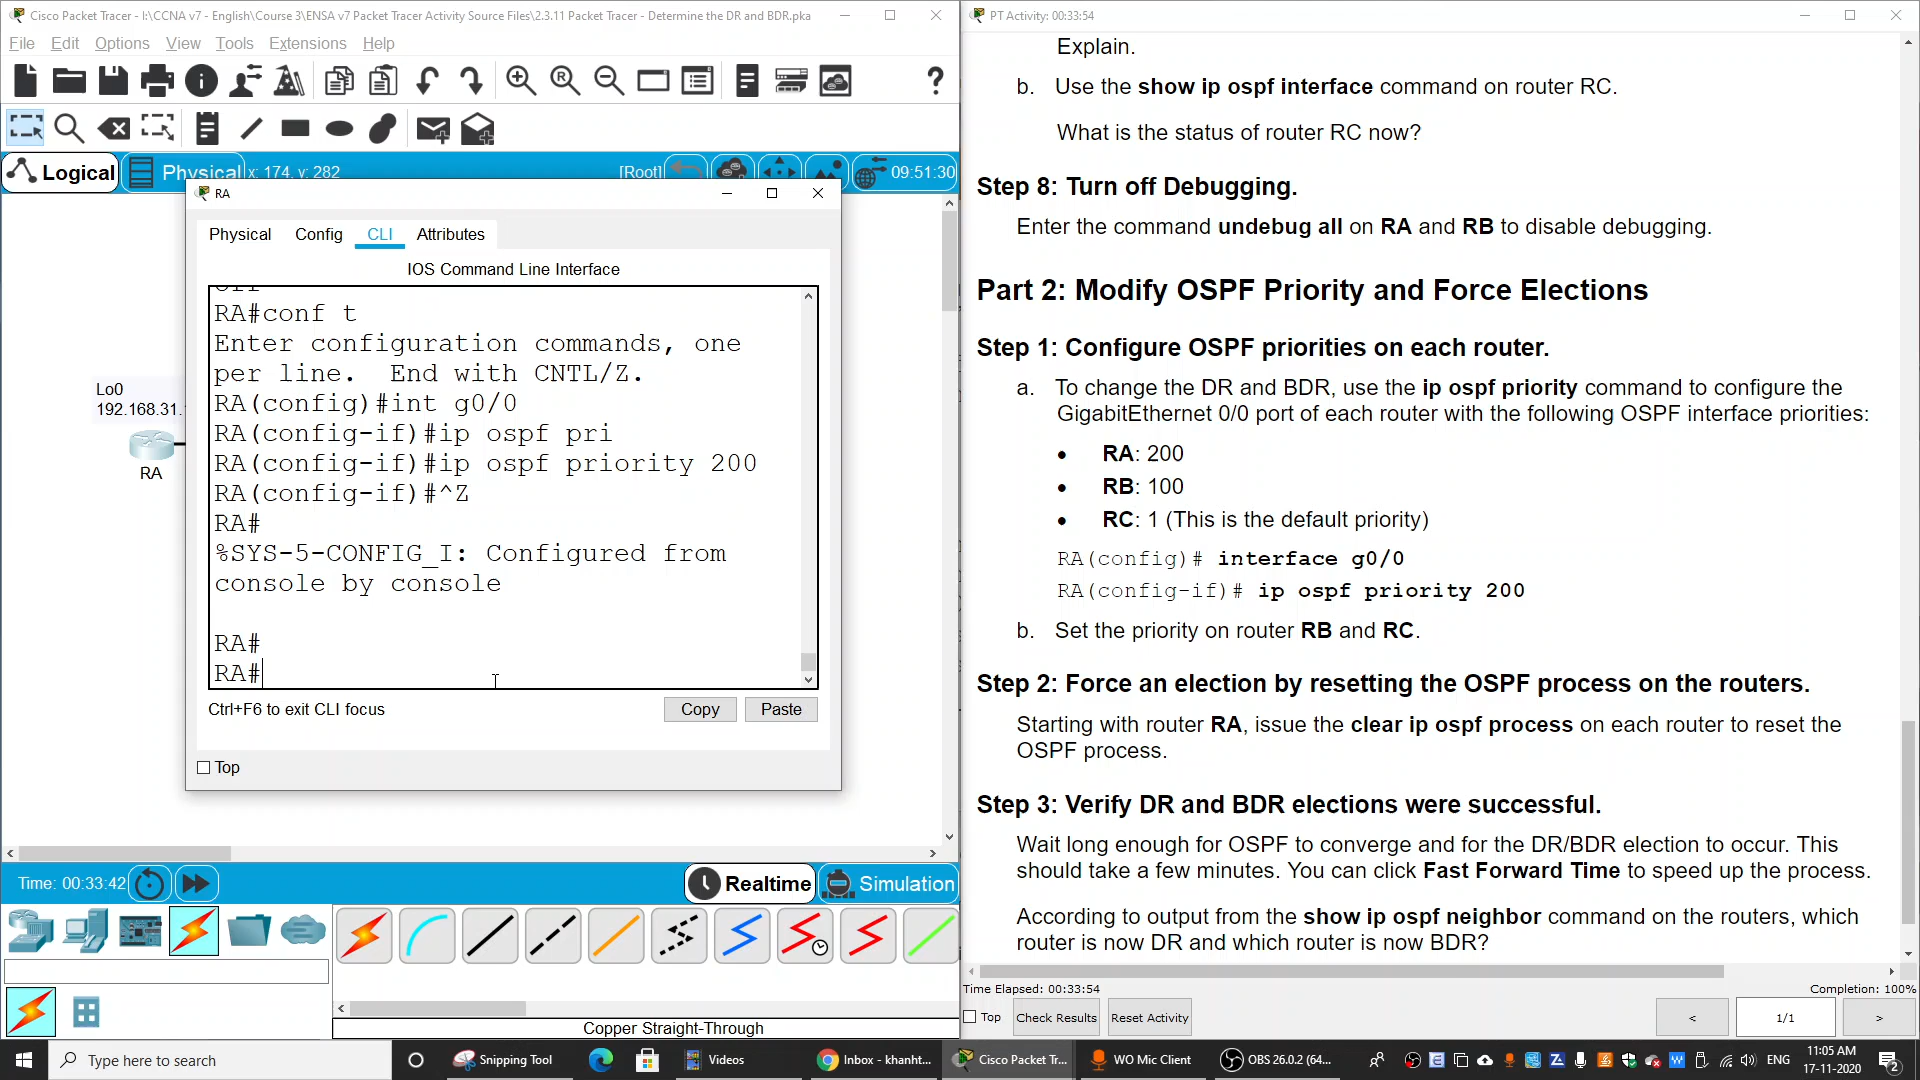 Cisco Packet Tracer - I:\CCNA v7 - English\Course 3\ENSA v7 Packet Tracer Activity Source Files\2.3.11 Packet Tracer - Determine the DR and BDR.pka
File Edit Options View Tools Extensions Help
Logical
Physical x: 174, y: 282
[Root]
09:51:30
Lo0
192.168.31.
RA
RA
Physical Config CLI Attributes
IOS Command Line Interface
RA#conf t
Enter configuration commands, one
per line.  End with CNTL/Z.
RA(config)#int g0/0
RA(config-if)#ip ospf pri
RA(config-if)#ip ospf priority 200
RA(config-if)#^Z
RA#
%SYS-5-CONFIG_I: Configured from
console by console
RA#
RA#
Ctrl+F6 to exit CLI focus
Copy
Paste
Top
Time: 00:33:42
Realtime
Simulation
Copper Straight-Through
PT Activity: 00:33:54
Explain.
b. Use the show ip ospf interface command on router RC.
What is the status of router RC now?
Step 8: Turn off Debugging.
Enter the command undebug all on RA and RB to disable debugging.
Part 2: Modify OSPF Priority and Force Elections
Step 1: Configure OSPF priorities on each router.
a. To change the DR and BDR, use the ip ospf priority command to configure the
GigabitEthernet 0/0 port of each router with the following OSPF interface priorities:
• RA: 200
• RB: 100
• RC: 1 (This is the default priority)
RA(config)# interface g0/0
RA(config-if)# ip ospf priority 200
b. Set the priority on router RB and RC.
Step 2: Force an election by resetting the OSPF process on the routers.
Starting with router RA, issue the clear ip ospf process on each router to reset the
OSPF process.
Step 3: Verify DR and BDR elections were successful.
Wait long enough for OSPF to converge and for the DR/BDR election to occur. This
should take a few minutes. You can click Fast Forward Time to speed up the process.
According to output from the show ip ospf neighbor command on the routers, which
router is now DR and which router is now BDR?
Time Elapsed: 00:33:54
Completion: 100%
Top
Check Results
Reset Activity
<
1/1
>
Type here to search
Snipping Tool
Videos
Inbox - khanht...
Cisco Packet Tr...
WO Mic Client
OBS 26.0.2 (64...
ENG
11:05 AM
17-11-2020
2